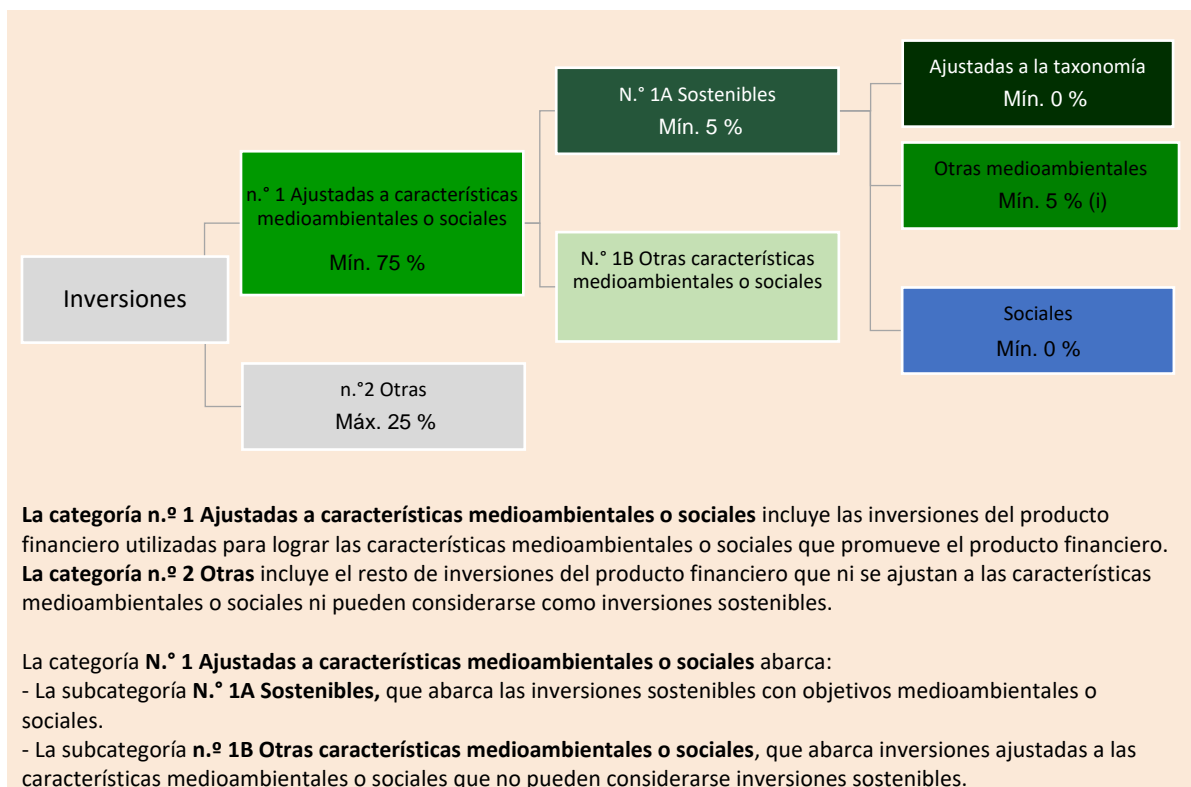 Inversiones
n.° 1 Ajustadas a características
medioambientales o sociales
Mín. 75 %
n.°2 Otras
Máx. 25 %
N.° 1A Sostenibles
Mín. 5 %
N.° 1B Otras características
medioambientales o sociales
Ajustadas a la taxonomía
Mín. 0 %
Otras medioambientales
Mín. 5 % (i)
Sociales
Mín. 0 %
La categoría n.º 1 Ajustadas a características medioambientales o sociales incluye las inversiones del producto
financiero utilizadas para lograr las características medioambientales o sociales que promueve el producto financiero.
La categoría n.º 2 Otras incluye el resto de inversiones del producto financiero que ni se ajustan a las características
medioambientales o sociales ni pueden considerarse como inversiones sostenibles.
La categoría N.° 1 Ajustadas a características medioambientales o sociales abarca:
- La subcategoría N.° 1A Sostenibles, que abarca las inversiones sostenibles con objetivos medioambientales o
sociales.
- La subcategoría n.º 1B Otras características medioambientales o sociales, que abarca inversiones ajustadas a las
características medioambientales o sociales que no pueden considerarse inversiones sostenibles.